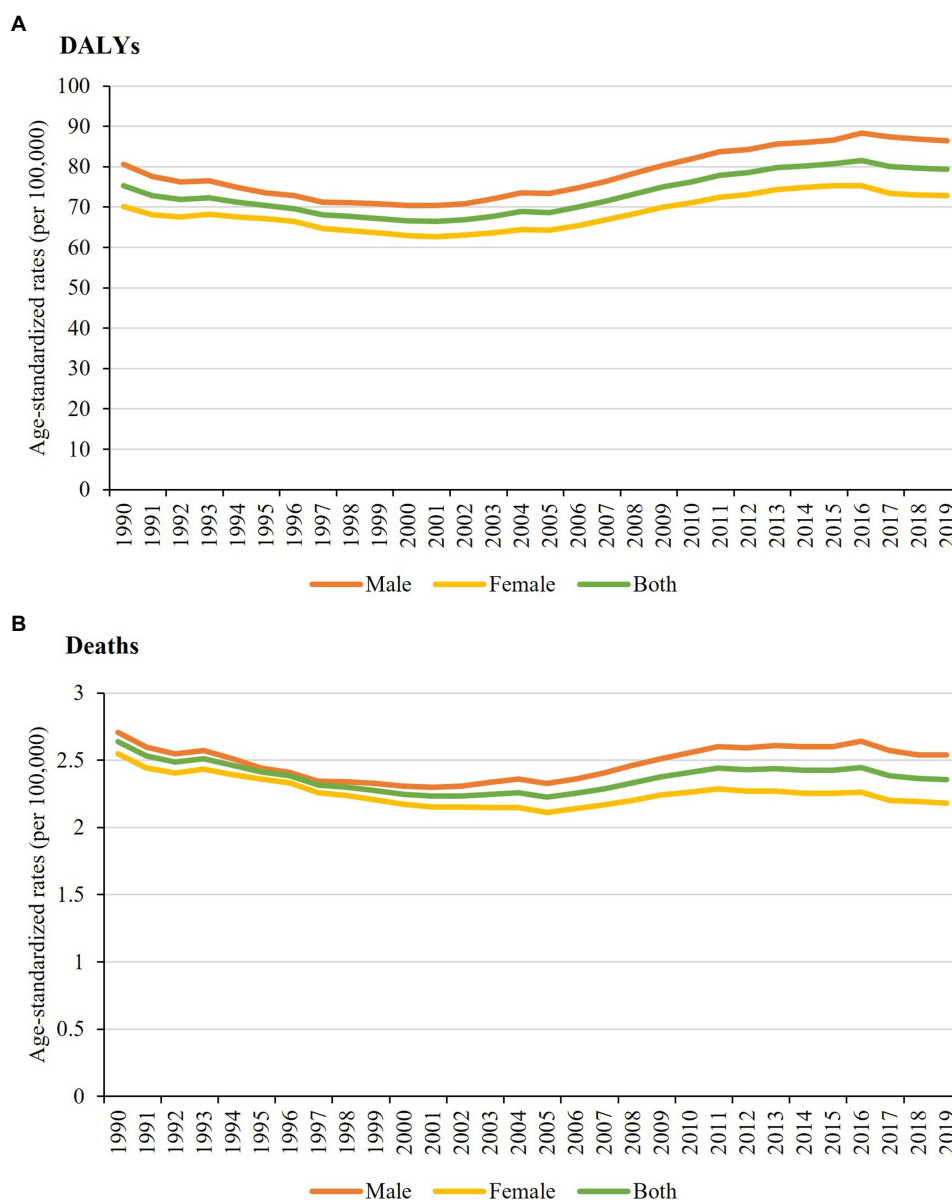 A
DALYs
Age-standardized rates (per 100,000)
100
90
80
70
60
50
40
30
20
10
0
1990 1991 1992 1993 1994 1995 1996 1997 1998 1999 2000 2001 2002 2003 2004 2005 2006 2007 2008 2009 2010 2011 2012 2013 2014 2015 2016 2017 2018 2019
Male Female Both
B
Deaths
Age-standardized rates (per 100,000)
3
2.5
2
1.5
1
0.5
0
1990 1991 1992 1993 1994 1995 1996 1997 1998 1999 2000 2001 2002 2003 2004 2005 2006 2007 2008 2009 2010 2011 2012 2013 2014 2015 2016 2017 2018 2019
Male Female Both